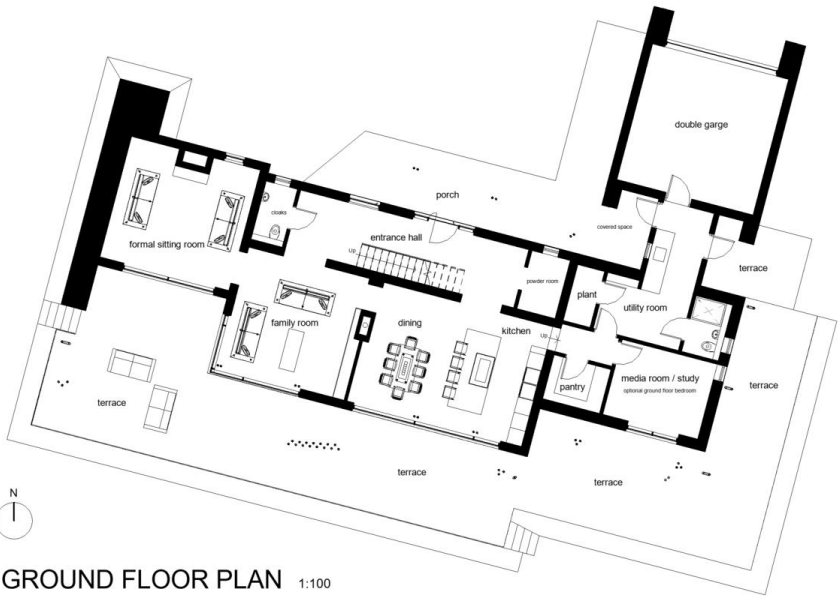 double garge
porch
cloaks
covered space
entrance hall
formal sitting room
Up
terrace
powder room
plant
utility room
family room
dining
kitchen
Up
media room / study
optional ground floor bedroom
pantry
terrace
terrace
terrace
terrace
N
GROUND FLOOR PLAN 1:100